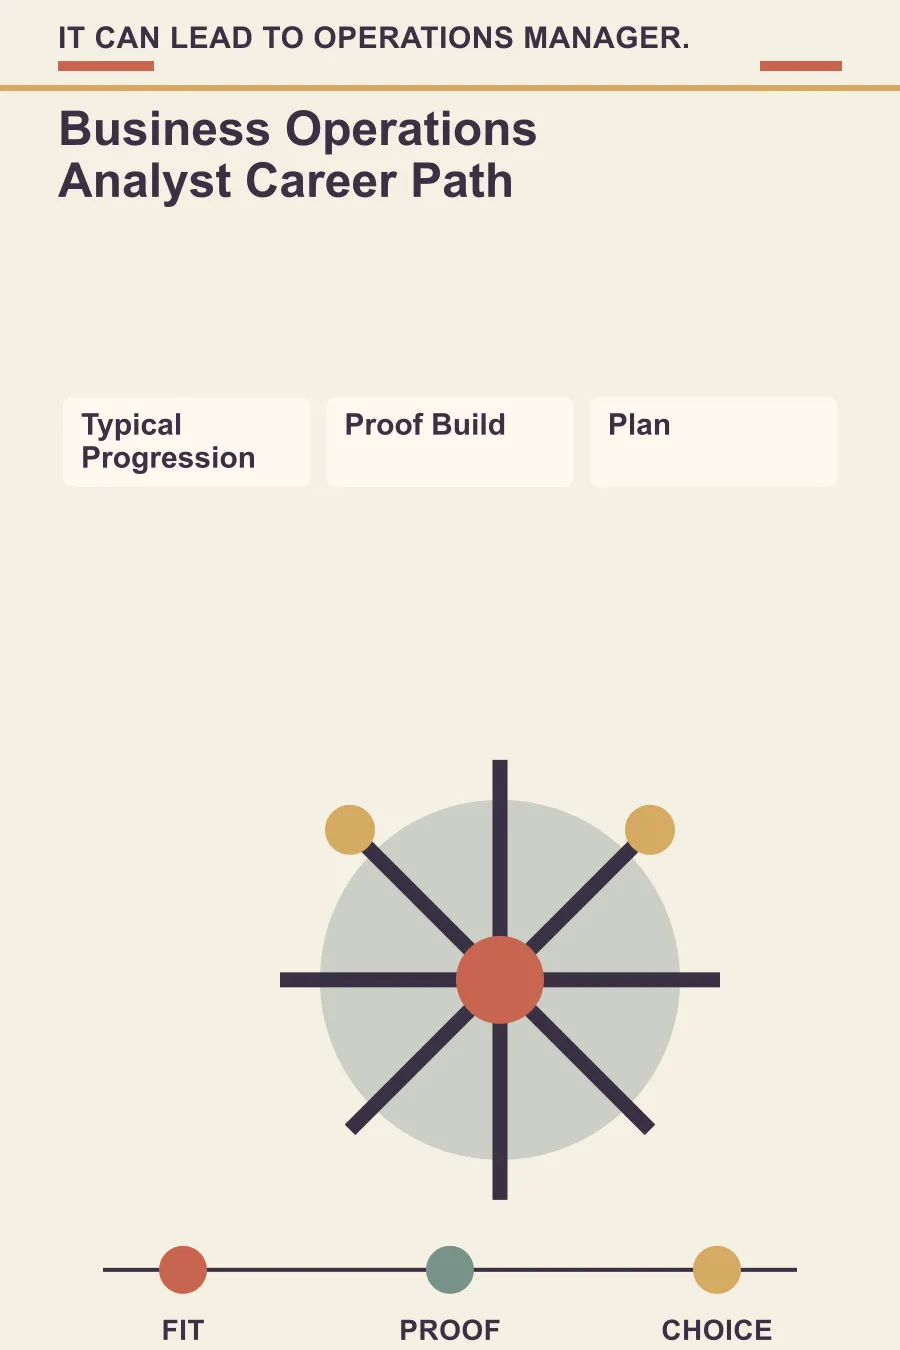 IT CAN LEAD TO OPERATIONS MANAGER.
Business Operations
Analyst Career Path
Typical
Progression
Proof Build
Plan
FIT
PROOF
CHOICE